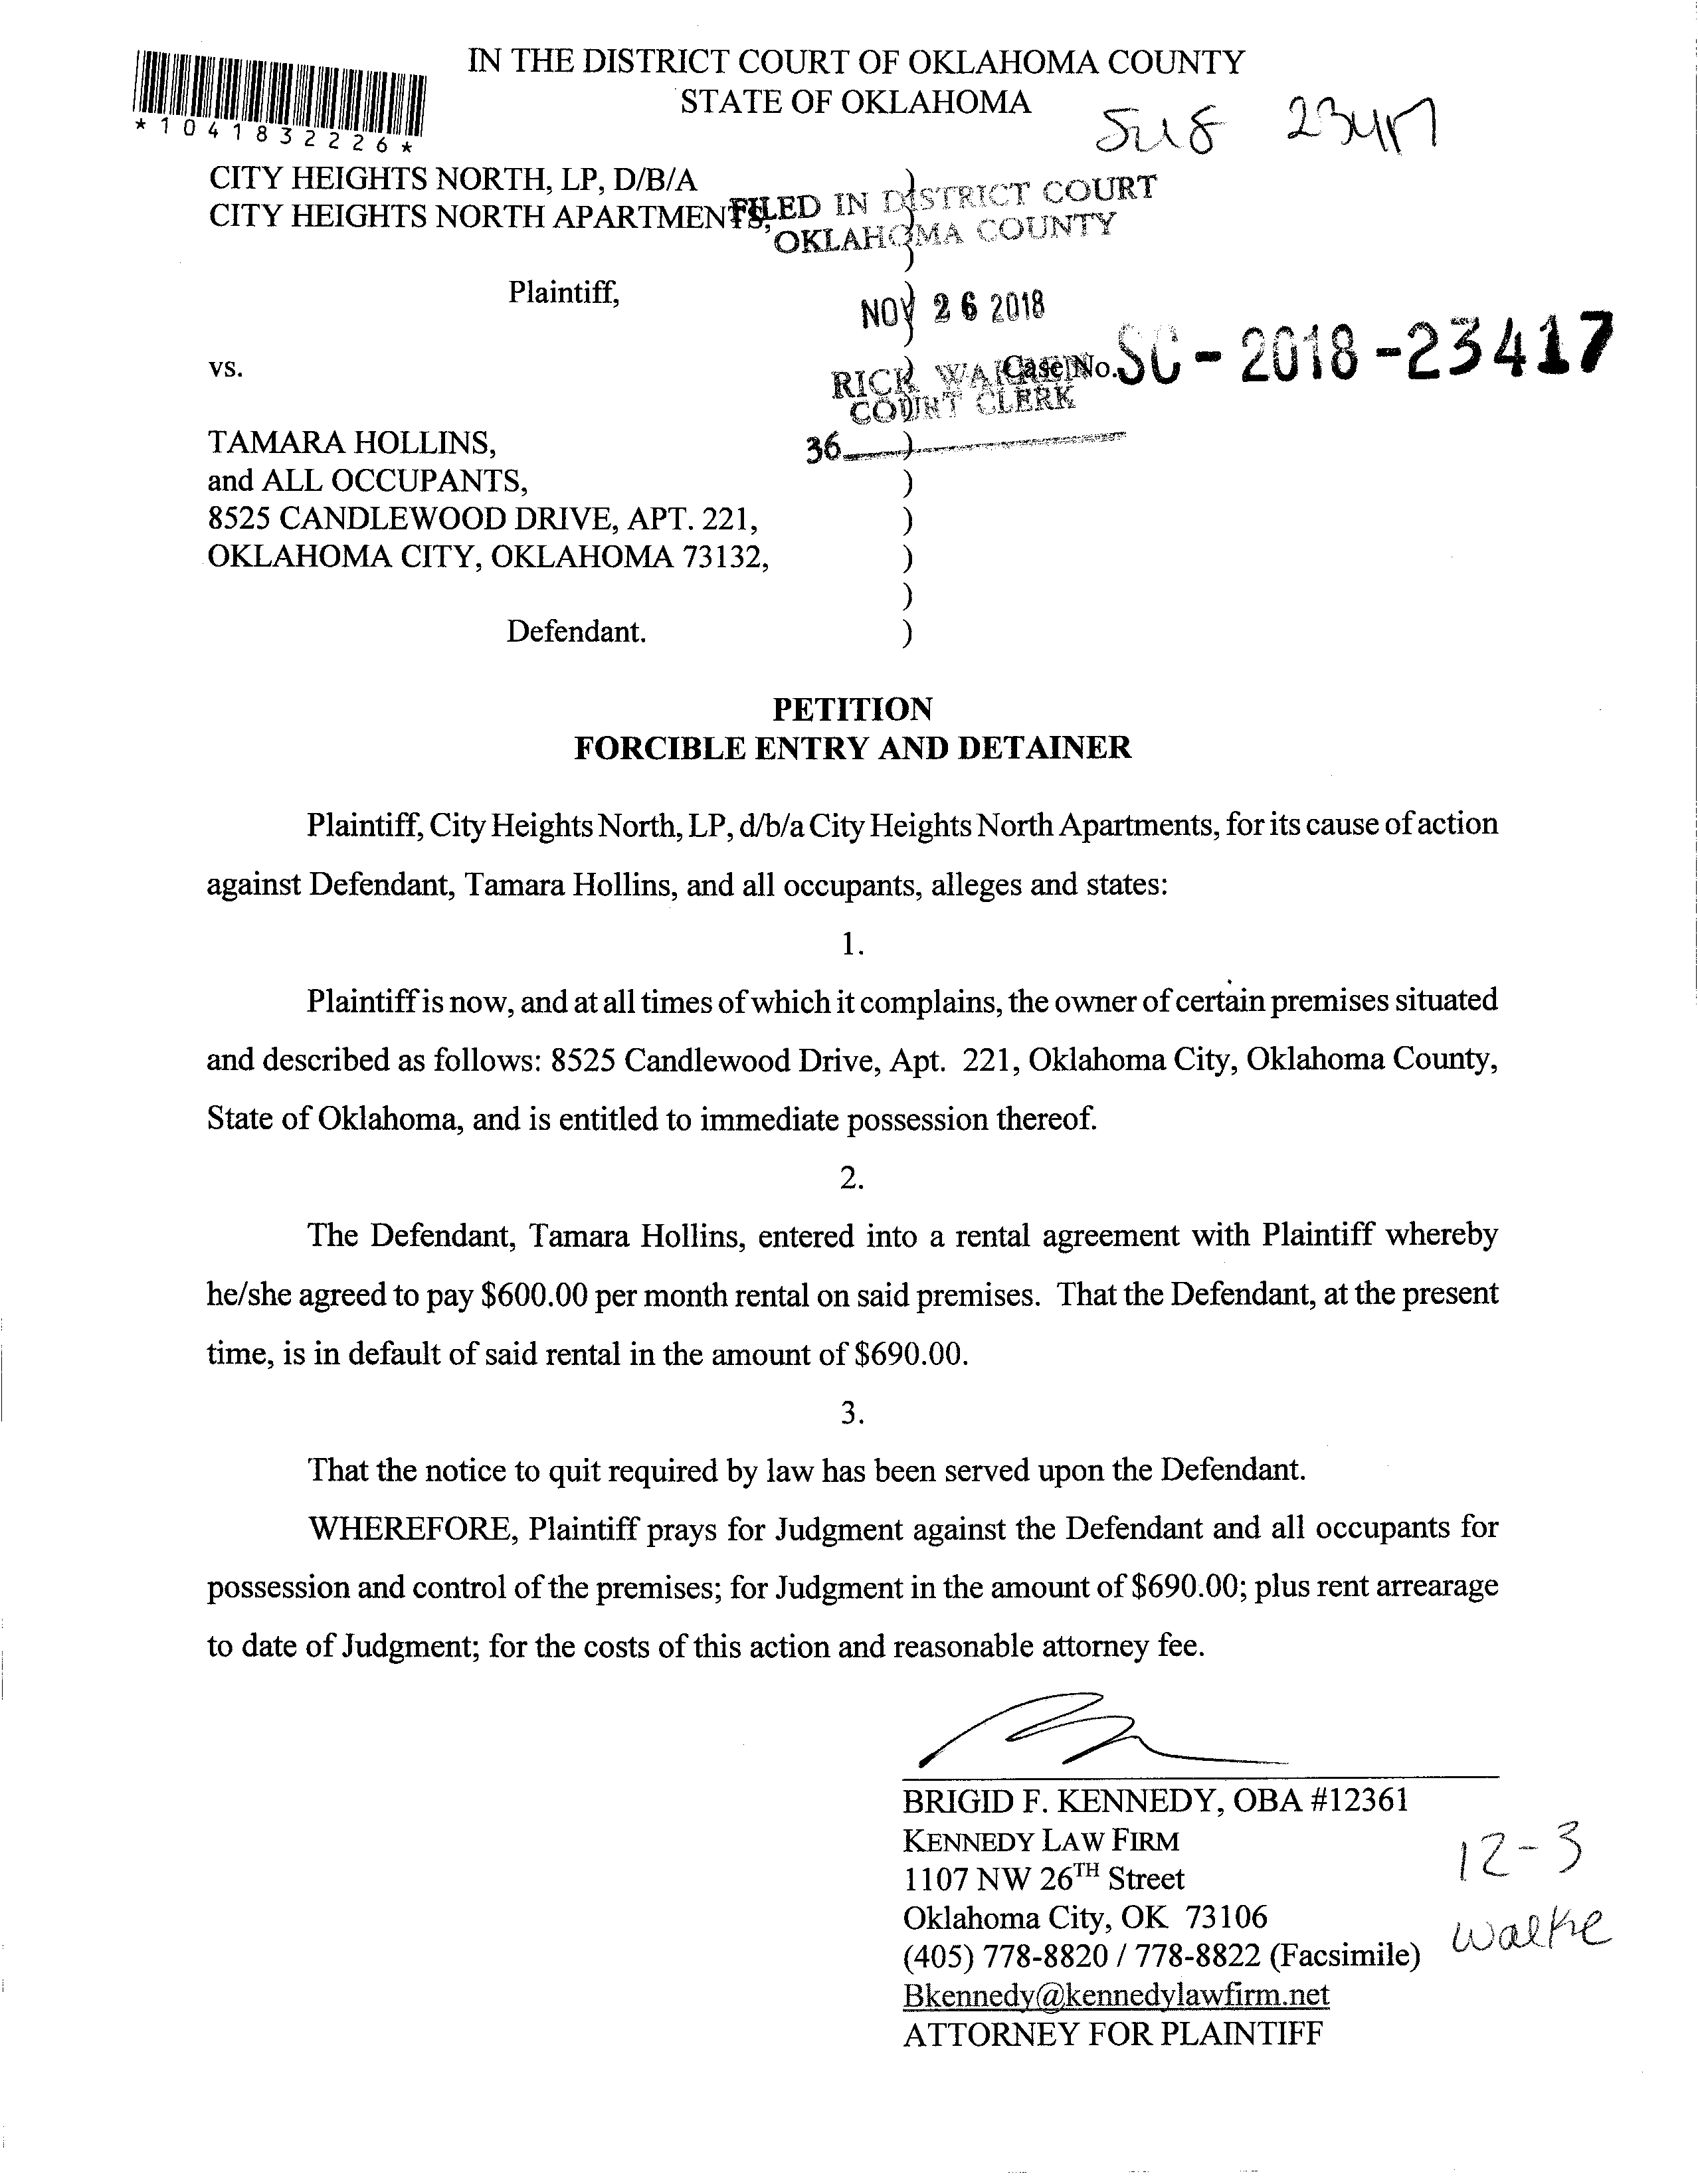 IN THE DISTRICT COURT OF OKLAHOMA COUNTY
STATE OF OKLAHOMA
*1041832226*
CITY HEIGHTS NORTH, LP, D/B/A )
CITY HEIGHTS NORTH APARTMENTS,
FILED IN DISTRICT COURT
OKLAHOMA COUNTY
)
Plaintiff, )
NOV 26 2018
)
vs. ) Case No. SC-2018-23417
RICK WARREN
COURT CLERK
)
36
TAMARA HOLLINS, )
and ALL OCCUPANTS, )
8525 CANDLEWOOD DRIVE, APT. 221, )
OKLAHOMA CITY, OKLAHOMA 73132, )
)
Defendant. )
PETITION
FORCIBLE ENTRY AND DETAINER
Plaintiff, City Heights North, LP, d/b/a City Heights North Apartments, for its cause of action
against Defendant, Tamara Hollins, and all occupants, alleges and states:
1.
Plaintiff is now, and at all times of which it complains, the owner of certain premises situated
and described as follows: 8525 Candlewood Drive, Apt. 221, Oklahoma City, Oklahoma County,
State of Oklahoma, and is entitled to immediate possession thereof.
2.
The Defendant, Tamara Hollins, entered into a rental agreement with Plaintiff whereby
he/she agreed to pay $600.00 per month rental on said premises. That the Defendant, at the present
time, is in default of said rental in the amount of $690.00.
3.
That the notice to quit required by law has been served upon the Defendant.
WHEREFORE, Plaintiff prays for Judgment against the Defendant and all occupants for
possession and control of the premises; for Judgment in the amount of $690.00; plus rent arrearage
to date of Judgment; for the costs of this action and reasonable attorney fee.
BRIGID F. KENNEDY, OBA #12361
KENNEDY LAW FIRM
1107 NW 26TH Street
Oklahoma City, OK 73106
(405) 778-8820 / 778-8822 (Facsimile)
Bkennedy@kennedylawfirm.net
ATTORNEY FOR PLAINTIFF
12-3
walke